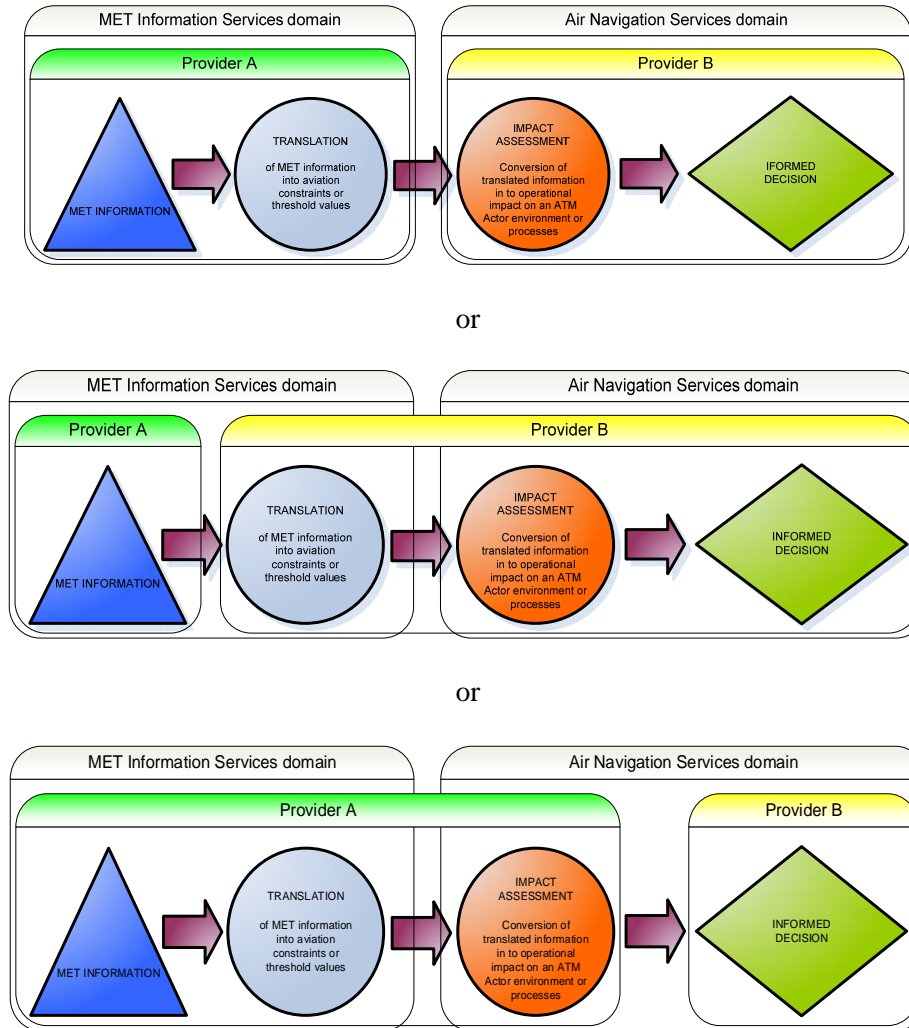 MET Information Services domain
Air Navigation Services domain
Provider A
Provider B
MET INFORMATION
TRANSLATION
of MET information
into aviation
constraints or
threshold values
IMPACT
ASSESSMENT
Conversion of
translated information
in to operational
impact on an ATM
Actor environment or
processes
IFORMED
DECISION
or
MET Information Services domain
Air Navigation Services domain
Provider A
Provider B
MET INFORMATION
TRANSLATION
of MET information
into aviation
constraints or
threshold values
IMPACT
ASSESSMENT
Conversion of
translated information
in to operational
impact on an ATM
Actor environment or
processes
INFORMED
DECISION
or
MET Information Services domain
Air Navigation Services domain
Provider A
Provider B
MET INFORMATION
TRANSLATION
of MET information
into aviation
constraints or
threshold values
IMPACT
ASSESSMENT
Conversion of
translated information
in to operational
impact on an ATM
Actor environment or
processes
INFORMED
DECISION